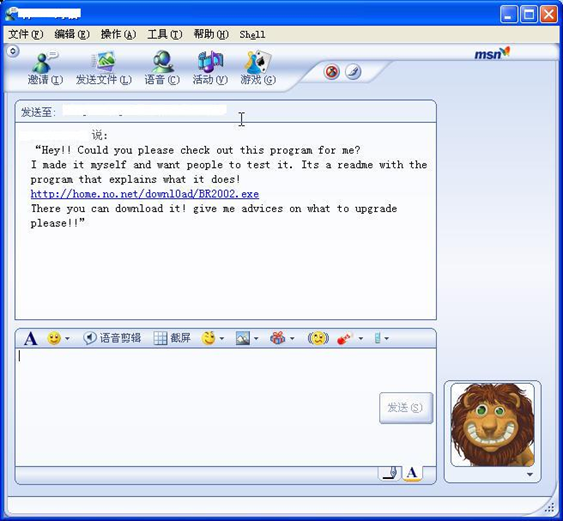 文件(F) 编辑(E) 操作(A) 工具(T) 帮助(H) Shell
msn
邀请(I) 发送文件(L) 语音(C) 活动(V) 游戏(G)
发送至:
说:
“Hey!! Could you please check out this program for me?
I made it myself and want people to test it. Its a readme with the
program that explains what it does!
http://home.no.net/downl0ad/BR2002.exe
There you can download it! give me advices on what to upgrade
please!!”
A 语音剪辑 截屏
发送(S)
A